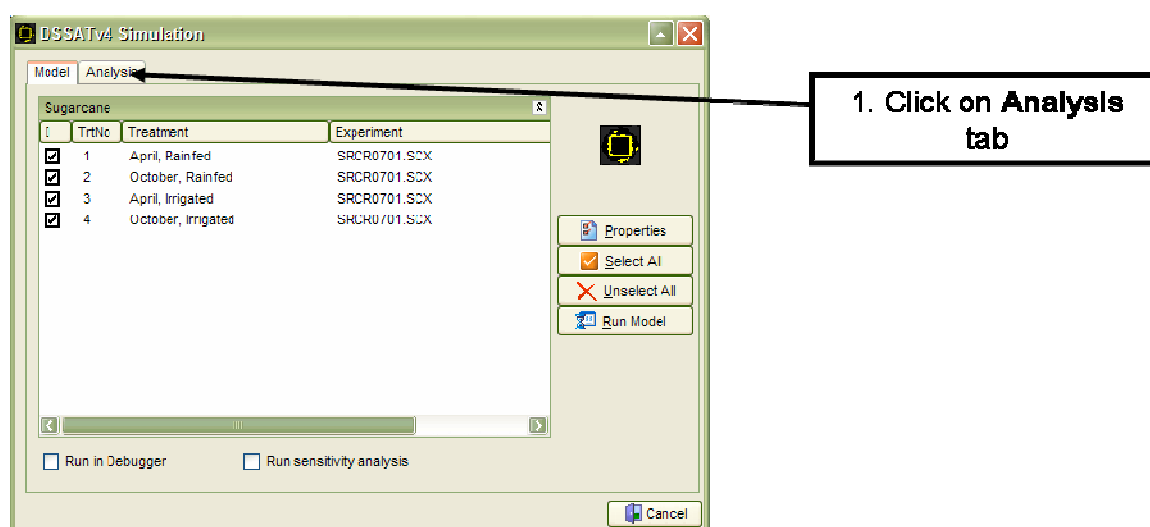 DSSATv4 Simulation
Model Analysis
Sugarcane
TrtNo Treatment Experiment
1 April, Rainfed SRCR0701.SCX
2 October, Rainfed SRCR0701.SCX
3 April, Irrigated SRCR0701.SCX
4 October, Irrigated SRCR0701.SCX
Properties
Select All
Unselect All
Run Model
Run in Debugger Run sensitivity analysis
Cancel
1. Click on Analysis
tab